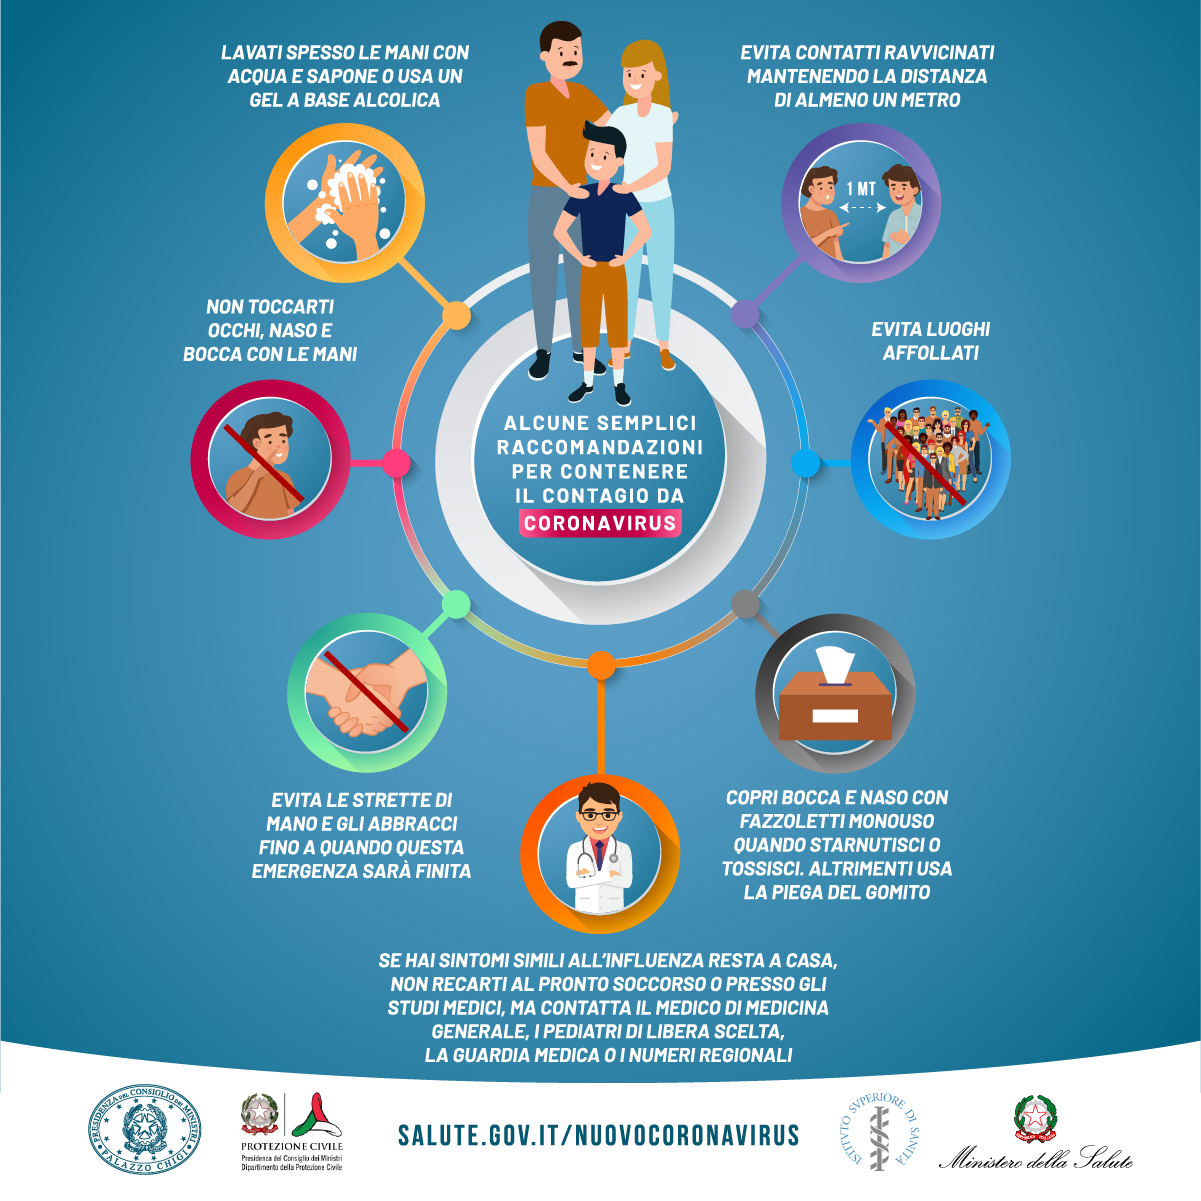 LAVATI SPESSO LE MANI CON
ACQUA E SAPONE O USA UN
GEL A BASE ALCOLICA
EVITA CONTATTI RAVVICINATI
MANTENENDO LA DISTANZA
DI ALMENO UN METRO
1 MT
NON TOCCARTI
OCCHI, NASO E
BOCCA CON LE MANI
EVITA LUOGHI
AFFOLLATI
ALCUNE SEMPLICI
RACCOMANDAZIONI
PER CONTENERE
IL CONTAGIO DA
CORONAVIRUS
EVITA LE STRETTE DI
MANO E GLI ABBRACCI
FINO A QUANDO QUESTA
EMERGENZA SARÀ FINITA
COPRI BOCCA E NASO CON
FAZZOLETTI MONOUSO
QUANDO STARNUTISCI O
TOSSISCI. ALTRIMENTI USA
LA PIEGA DEL GOMITO
SE HAI SINTOMI SIMILI ALL'INFLUENZA RESTA A CASA,
NON RECARTI AL PRONTO SOCCORSO O PRESSO GLI
STUDI MEDICI, MA CONTATTA IL MEDICO DI MEDICINA
GENERALE, I PEDIATRI DI LIBERA SCELTA,
LA GUARDIA MEDICA O I NUMERI REGIONALI
PRESIDENZA DEL CONSIGLIO DEI MINISTRI
PALAZZO CHIGI
PROTEZIONE CIVILE
Presidenza del Consiglio dei Ministri
Dipartimento della Protezione Civile
SALUTE.GOV.IT/NUOVOCORONAVIRUS
ISTITUTO SVPERIORE DI SANITÀ
Ministero della Salute